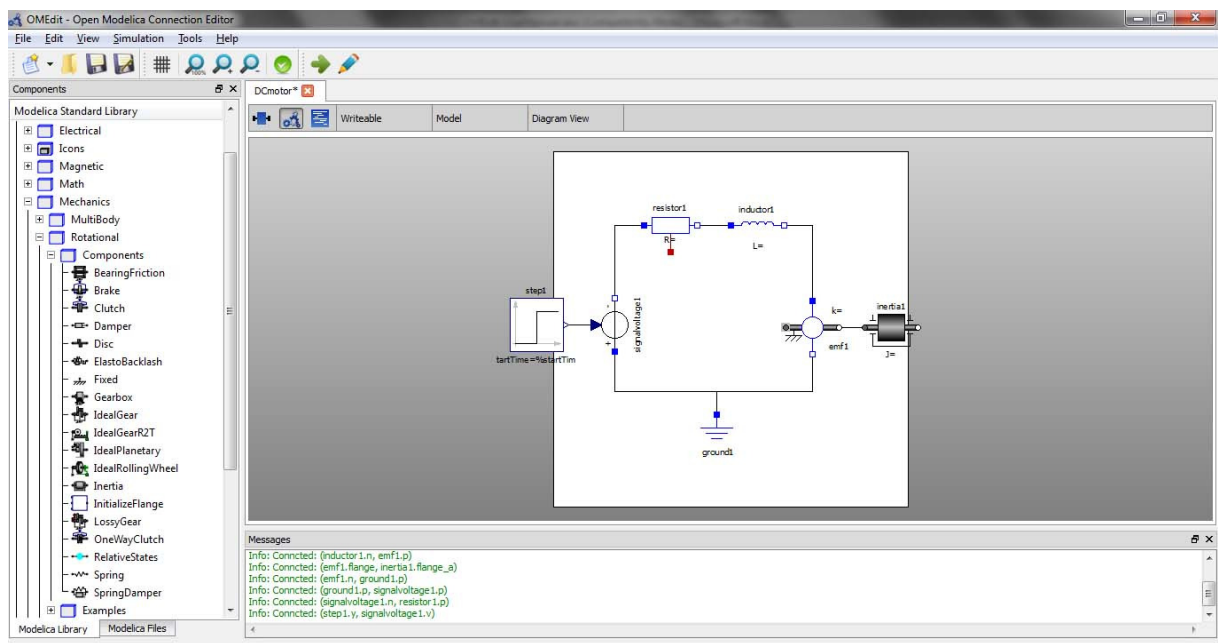 OMEdit - Open Modelica Connection Editor
File Edit View Simulation Tools Help
100%
Components
Modelica Standard Library
Electrical
Icons
Magnetic
Math
Mechanics
MultiBody
Rotational
Components
BearingFriction
Brake
Clutch
Damper
Disc
ElastoBacklash
Fixed
Gearbox
IdealGear
IdealGearR2T
IdealPlanetary
IdealRollingWheel
Inertia
InitializeFlange
LossyGear
OneWayClutch
RelativeStates
Spring
SpringDamper
Examples
Modelica Library Modelica Files
DCmotor*
Writeable Model Diagram View
resistor1
R=
inductor1
L=
step1
tartTime=%startTim
-
+
signalvoltage1
k=
emf1
inertia1
J=
ground1
Messages
Info: Conncted: (inductor1.n, emf1.p)
Info: Conncted: (emf1.flange, inertia1.flange_a)
Info: Conncted: (emf1.n, ground1.p)
Info: Conncted: (ground1.p, signalvoltage1.p)
Info: Conncted: (signalvoltage1.n, resistor1.p)
Info: Conncted: (step1.y, signalvoltage1.v)